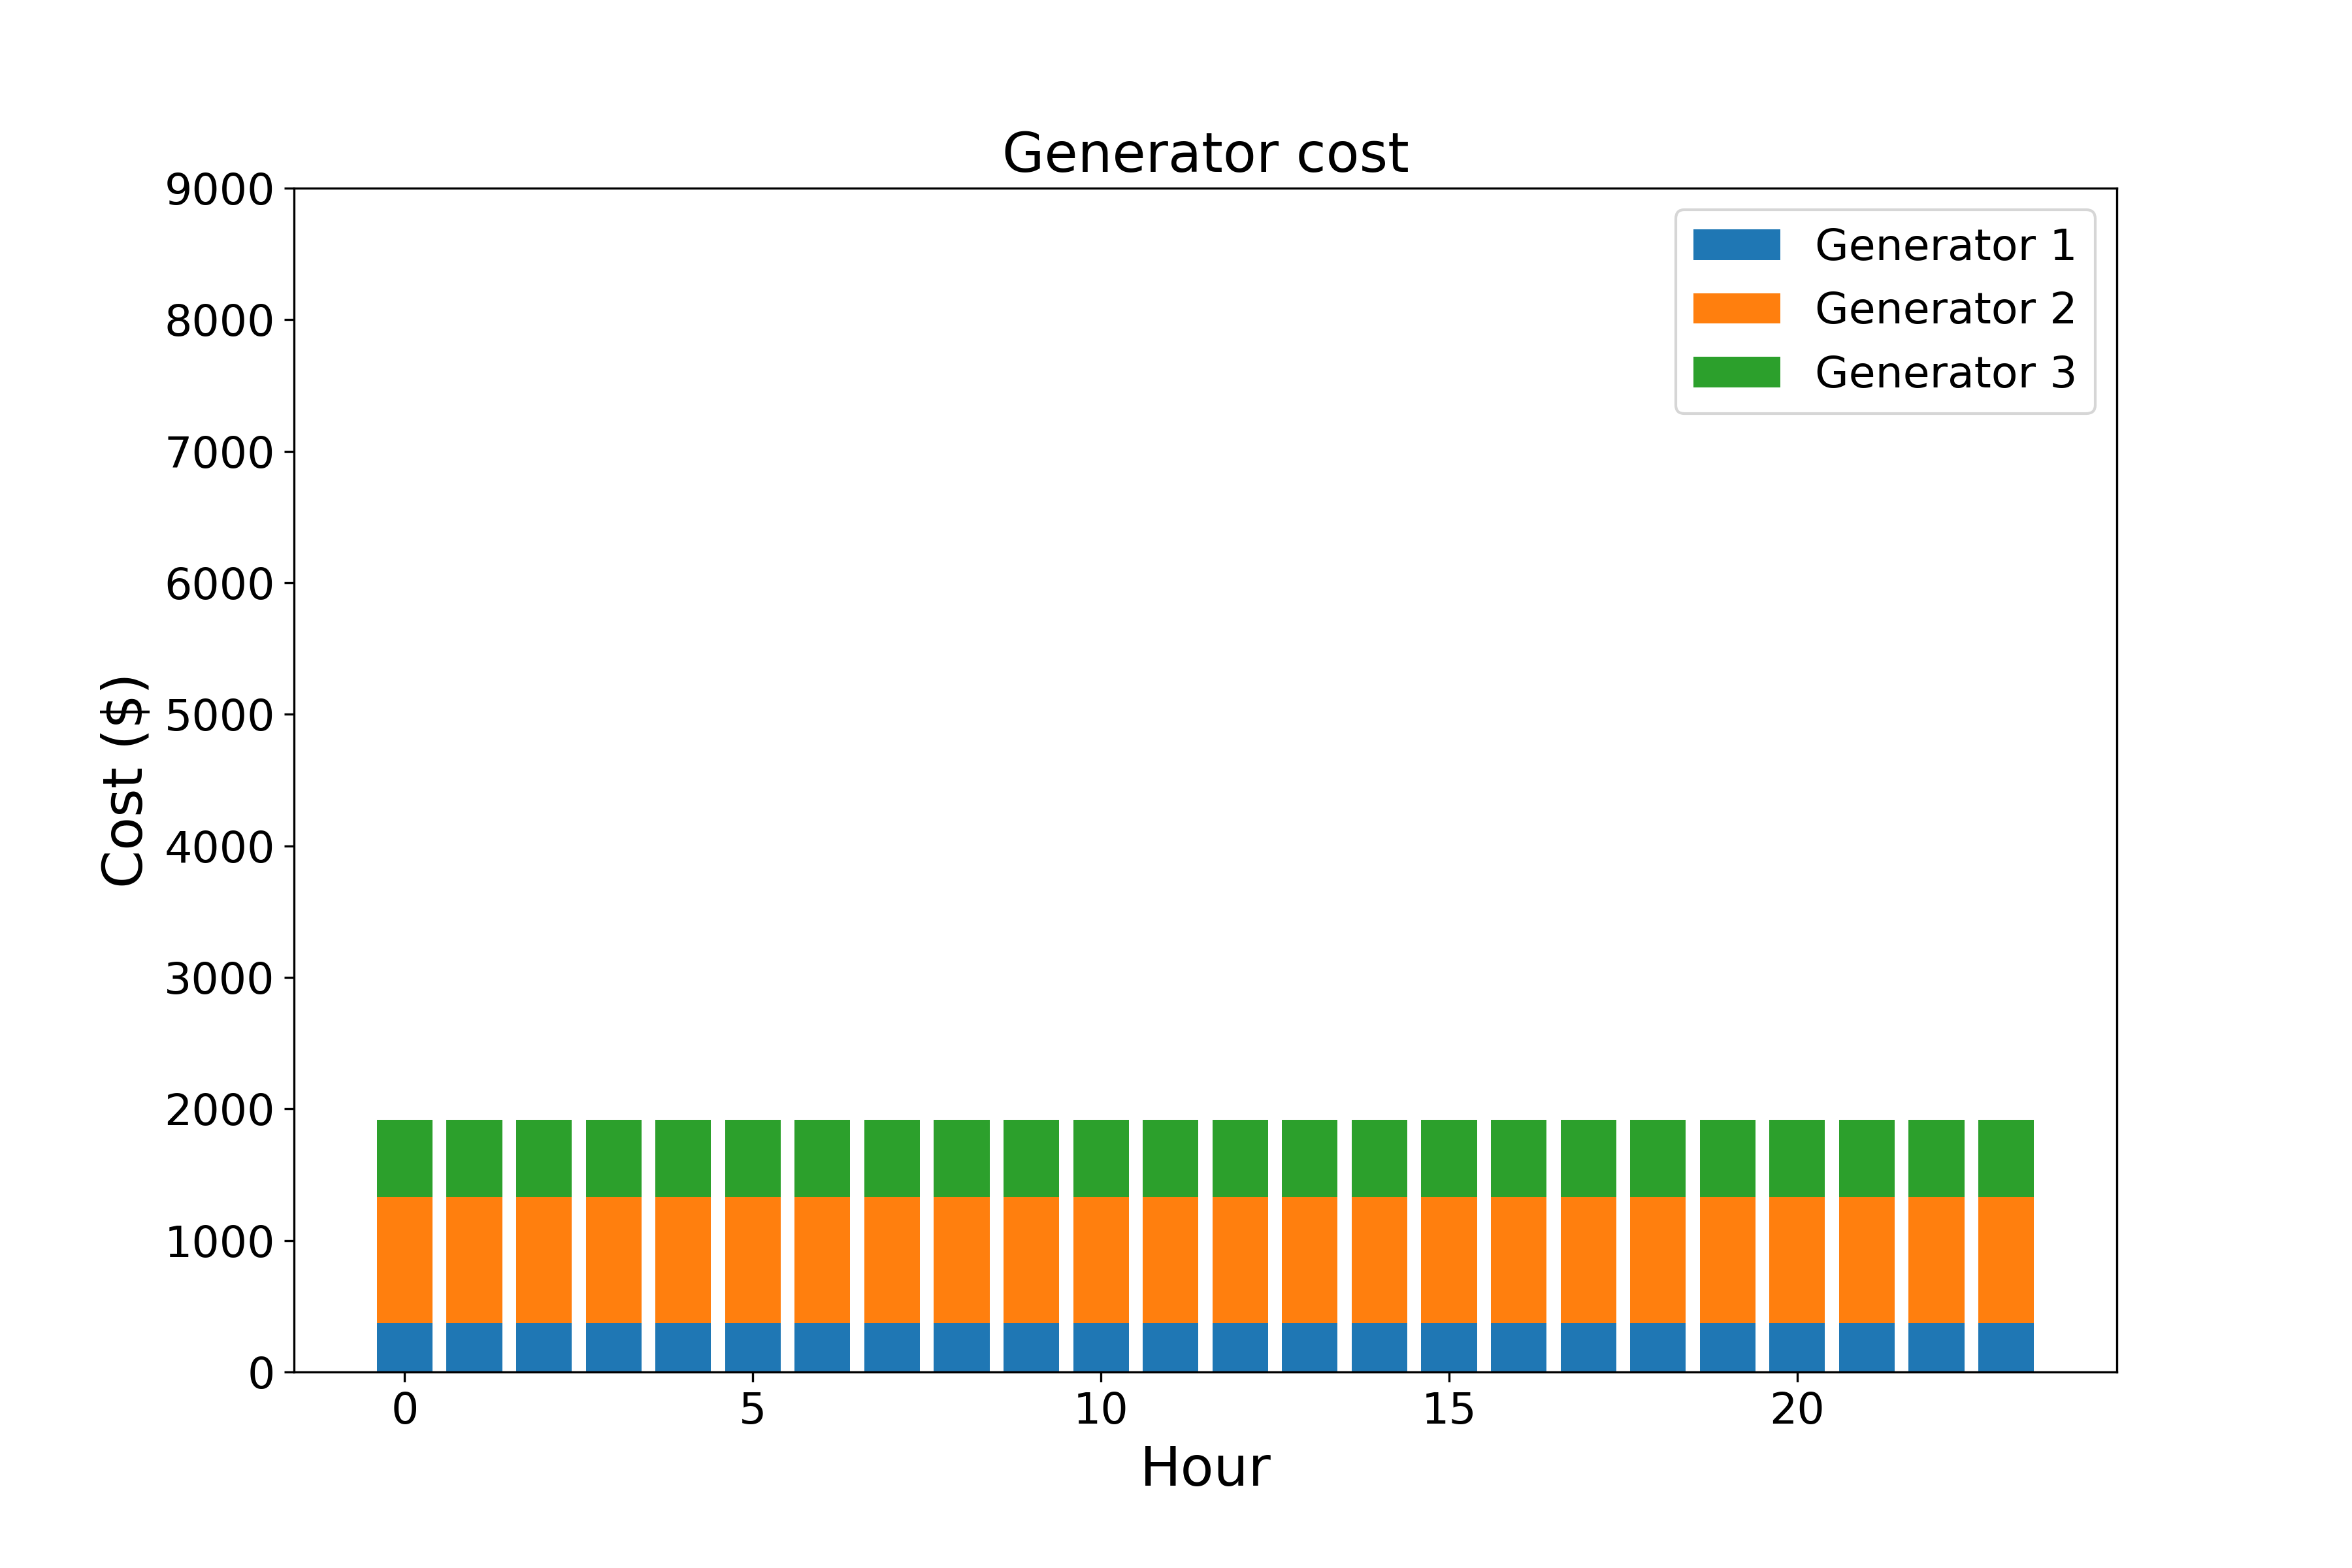 Generator cost
9000
8000
7000
6000
5000
4000
3000
2000
1000
0
Cost ($)
Generator 1
Generator 2
Generator 3
0 5 10 15 20
Hour